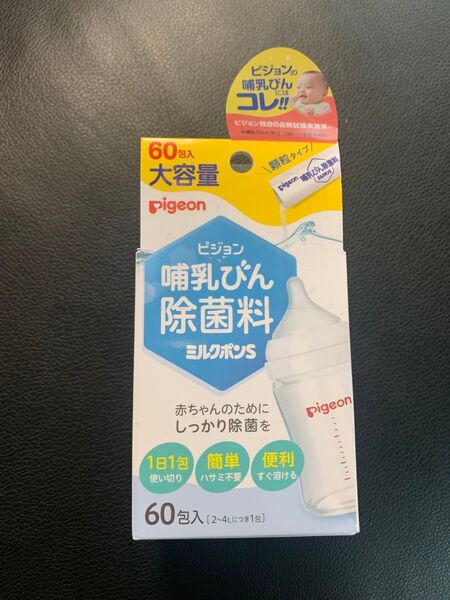 ピジョンの
哺乳びん
には
コレ!!
ピジョン独自の品質試験実施済※
60包入
大容量
Pigeon
顆粒タイプ
Pigeon 哺乳びん除菌料
ピジョン
哺乳びん
除菌料
ミルクポンS
Pigeon
赤ちゃんのために
しっかり除菌を
1日1包 簡単 便利
使い切り ハサミ不要 すぐ溶ける
60包入 [2~4Lにつき1包]